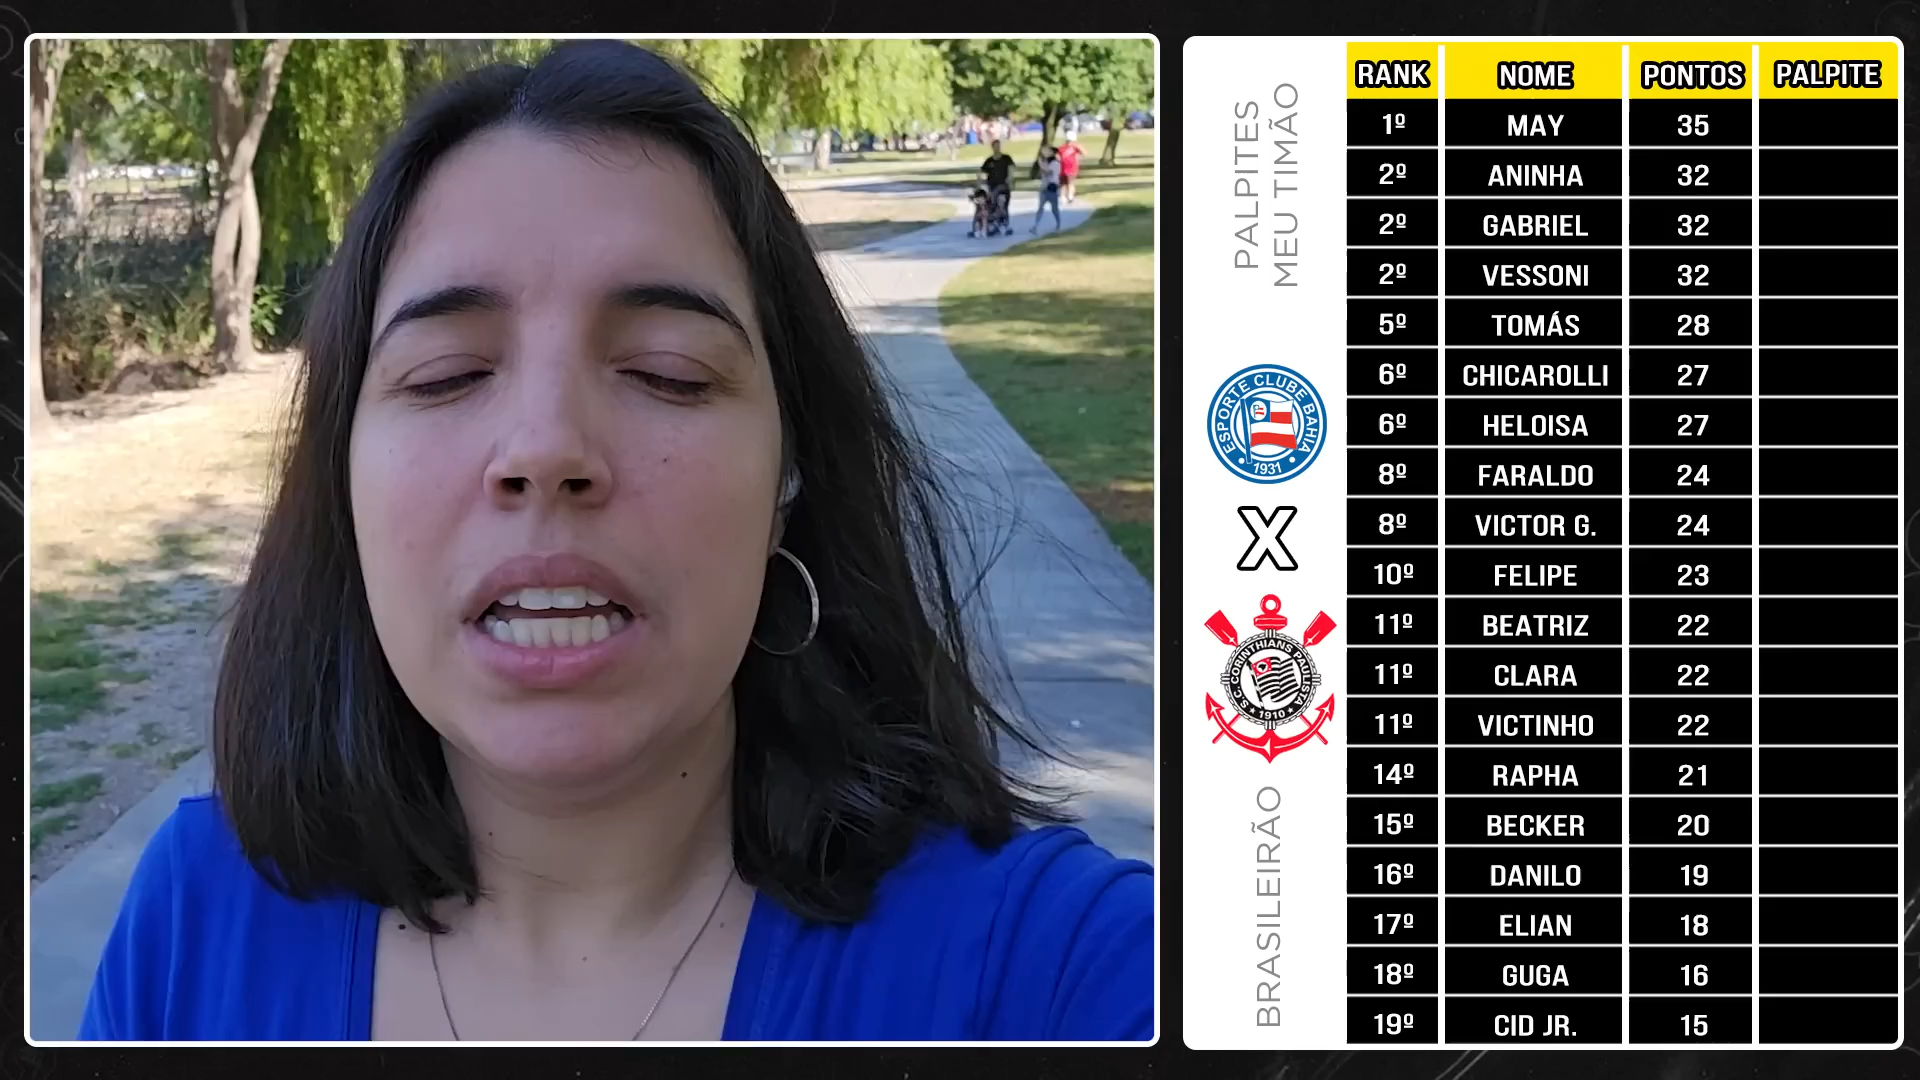 PALPITES
MEU TIMÃO
ESPORTE CLUBE BAHIA
1931
X
S.C. CORINTHIANS PAULISTA
1910
BRASILEIRÃO
RANK NOME PONTOS PALPITE
1º MAY 35
2º ANINHA 32
2º GABRIEL 32
2º VESSONI 32
5º TOMÁS 28
6º CHICAROLLI 27
6º HELOISA 27
8º FARALDO 24
8º VICTOR G. 24
10º FELIPE 23
11º BEATRIZ 22
11º CLARA 22
11º VICTINHO 22
14º RAPHA 21
15º BECKER 20
16º DANILO 19
17º ELIAN 18
18º GUGA 16
19º CID JR. 15